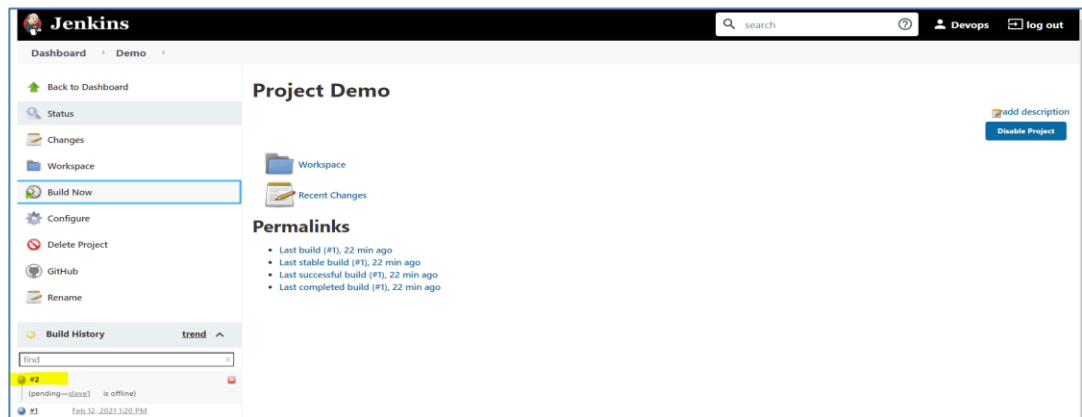 Jenkins
search
Devops
log out
Dashboard
Demo
Back to Dashboard
Status
Changes
Workspace
Build Now
Configure
Delete Project
GitHub
Rename
Build History
trend
find
x
#2
(pending—slave1 is offline)
#1
Feb 12, 2021 1:20 PM
Project Demo
add description
Disable Project
Workspace
Recent Changes
Permalinks
Last build (#1), 22 min ago
Last stable build (#1), 22 min ago
Last successful build (#1), 22 min ago
Last completed build (#1), 22 min ago